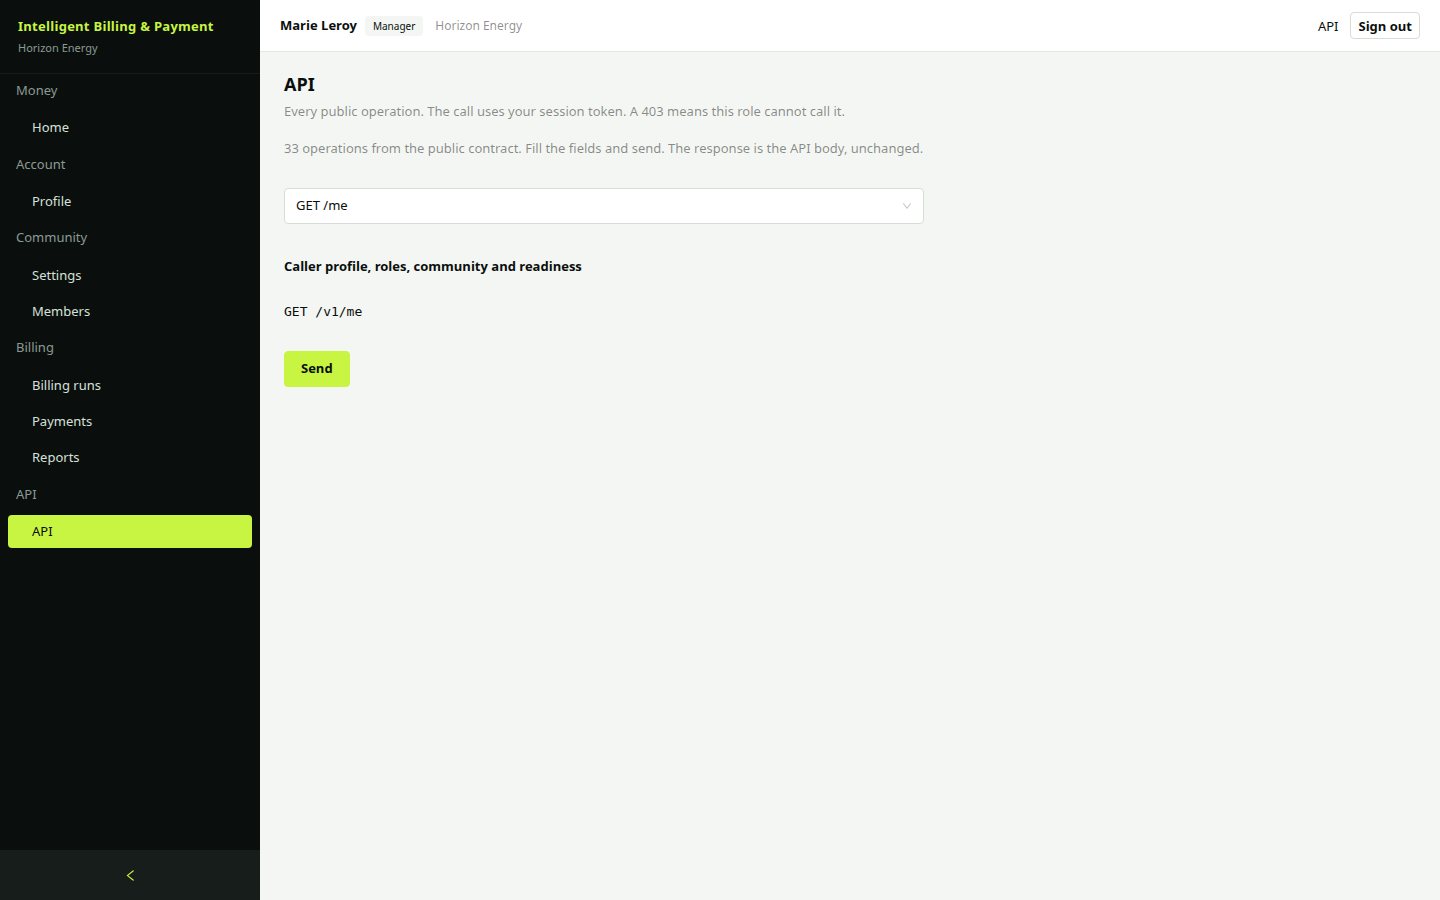 Intelligent Billing & Payment
Horizon Energy
Money
Home
Account
Profile
Community
Settings
Members
Billing
Billing runs
Payments
Reports
API
API
Marie Leroy Manager Horizon Energy
API Sign out
API
Every public operation. The call uses your session token. A 403 means this role cannot call it.
33 operations from the public contract. Fill the fields and send. The response is the API body, unchanged.
GET /me
Caller profile, roles, community and readiness
GET /v1/me
Send